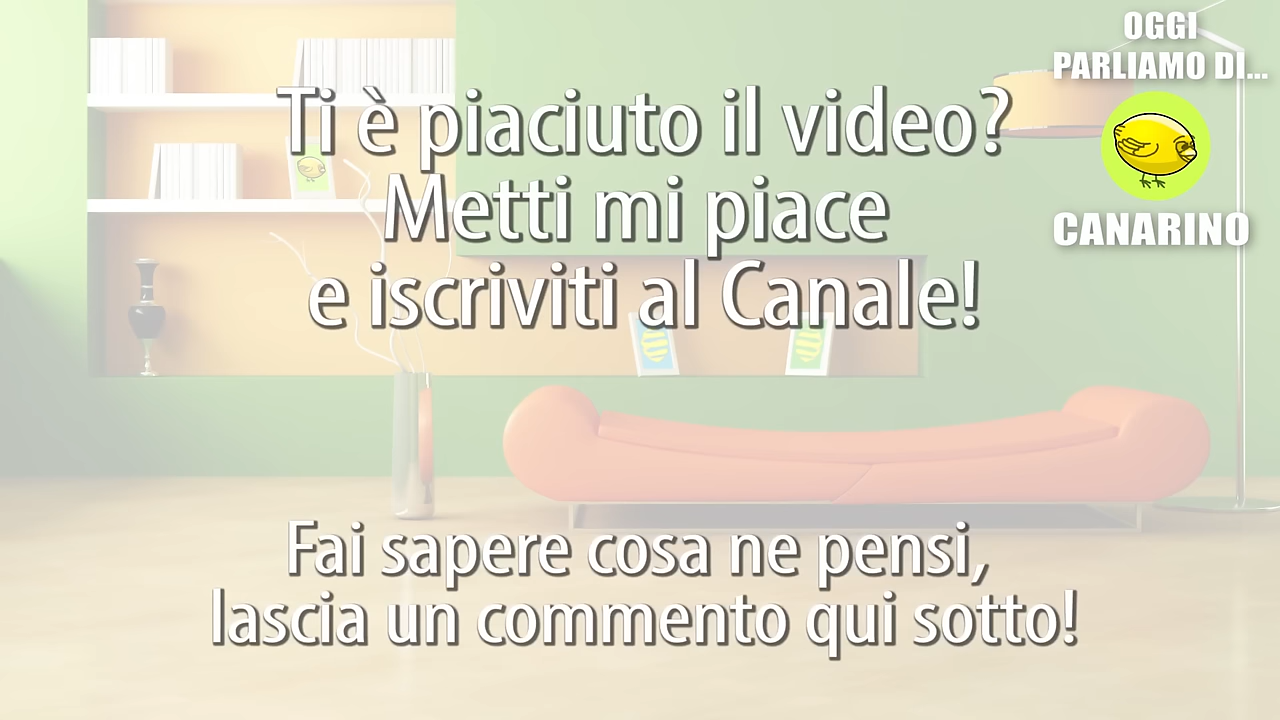 OGGI
PARLIAMO DI...
CANARINO
Ti è piaciuto il video?
Metti mi piace
e iscriviti al Canale!
Fai sapere cosa ne pensi,
lascia un commento qui sotto!